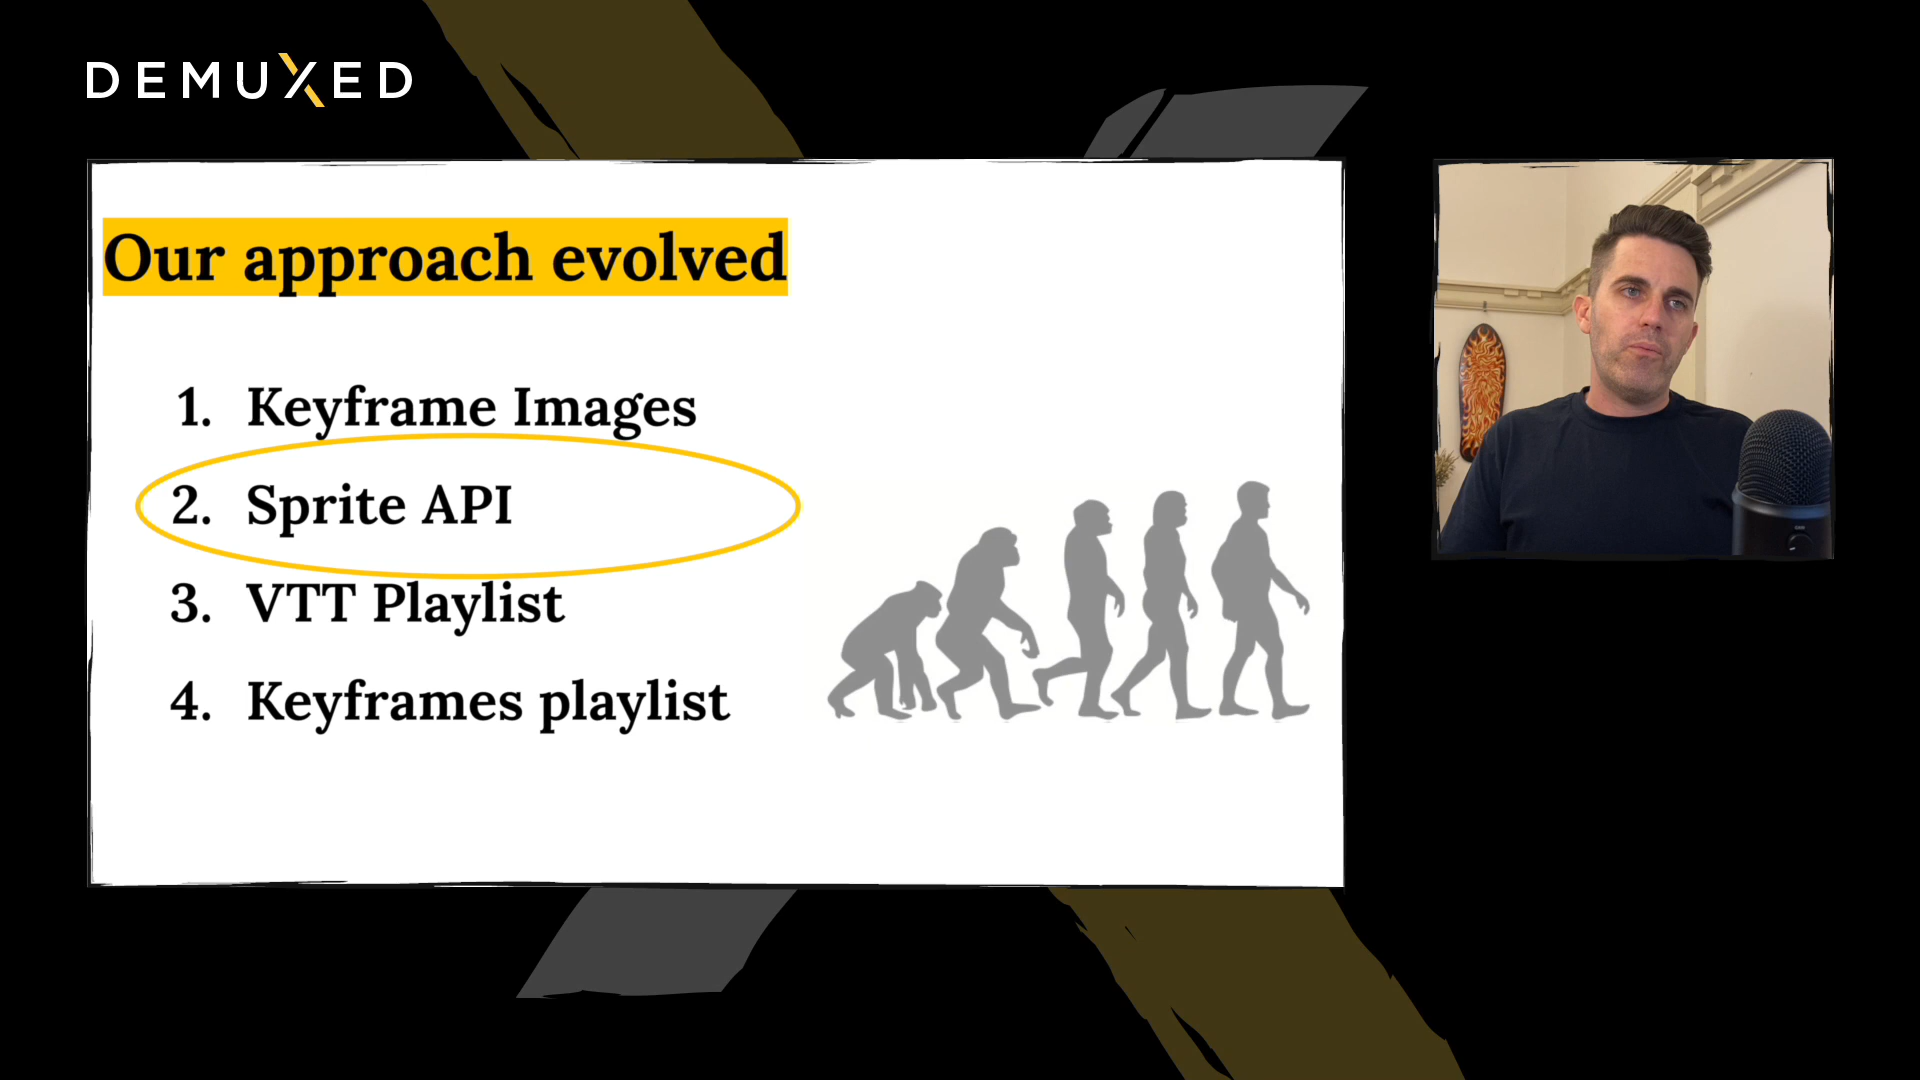 DEMUXED
Our approach evolved
1. Keyframe Images
2. Sprite API
3. VTT Playlist
4. Keyframes playlist